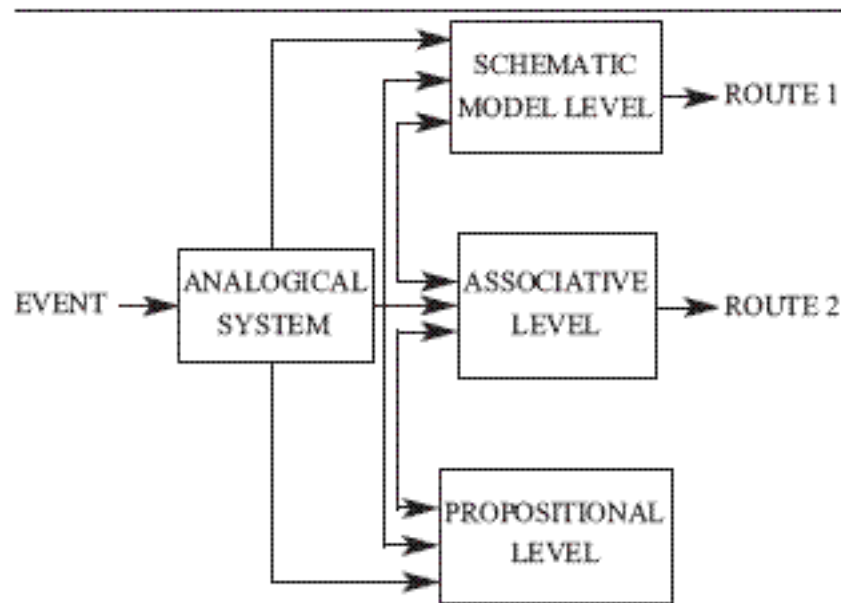 SCHEMATIC
MODEL LEVEL
ROUTE 1
EVENT
ANALOGICAL
SYSTEM
ASSOCIATIVE
LEVEL
ROUTE 2
PROPOSITIONAL
LEVEL